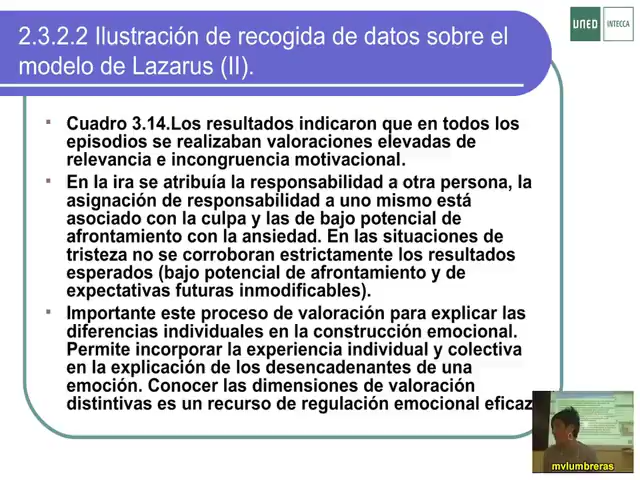 2.3.2.2 Ilustración de recogida de datos sobre el
modelo de Lazarus (II).
UNED
INTECCA
Cuadro 3.14.Los resultados indicaron que en todos los
episodios se realizaban valoraciones elevadas de
relevancia e incongruencia motivacional.
En la ira se atribuía la responsabilidad a otra persona, la
asignación de responsabilidad a uno mismo está
asociado con la culpa y las de bajo potencial de
afrontamiento con la ansiedad. En las situaciones de
tristeza no se corroboran estrictamente los resultados
esperados (bajo potencial de afrontamiento y de
expectativas futuras inmodificables).
Importante este proceso de valoración para explicar las
diferencias individuales en la construcción emocional.
Permite incorporar la experiencia individual y colectiva
en la explicación de los desencadenantes de una
emoción. Conocer las dimensiones de valoración
distintivas es un recurso de regulación emocional eficaz
mvlumbreras